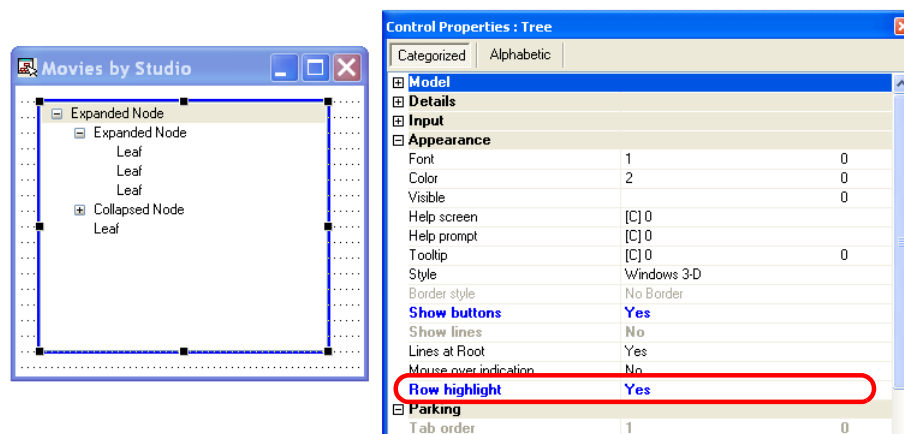 Movies by Studio
Expanded Node
Expanded Node
Leaf
Leaf
Leaf
Collapsed Node
Leaf
Control Properties : Tree
Categorized Alphabetic
Model
Details
Input
Appearance
Font 1 0
Color 2 0
Visible 0
Help screen [C] 0
Help prompt [C] 0
Tooltip [C] 0 0
Style Windows 3-D
Border style No Border
Show buttons Yes
Show lines No
Lines at Root Yes
Mouse over indication No
Row highlight Yes
Parking
Tab order 1 0